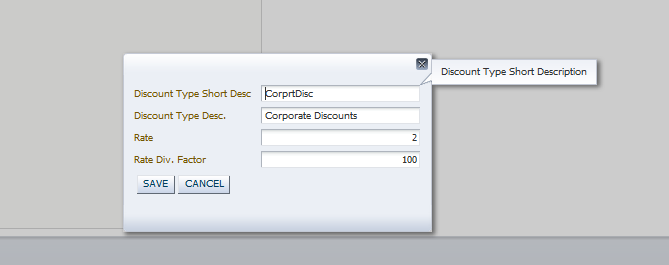 Discount Type Short Description
Discount Type Short Desc CorprtDisc
Discount Type Desc. Corporate Discounts
Rate 2
Rate Div. Factor 100
SAVE CANCEL